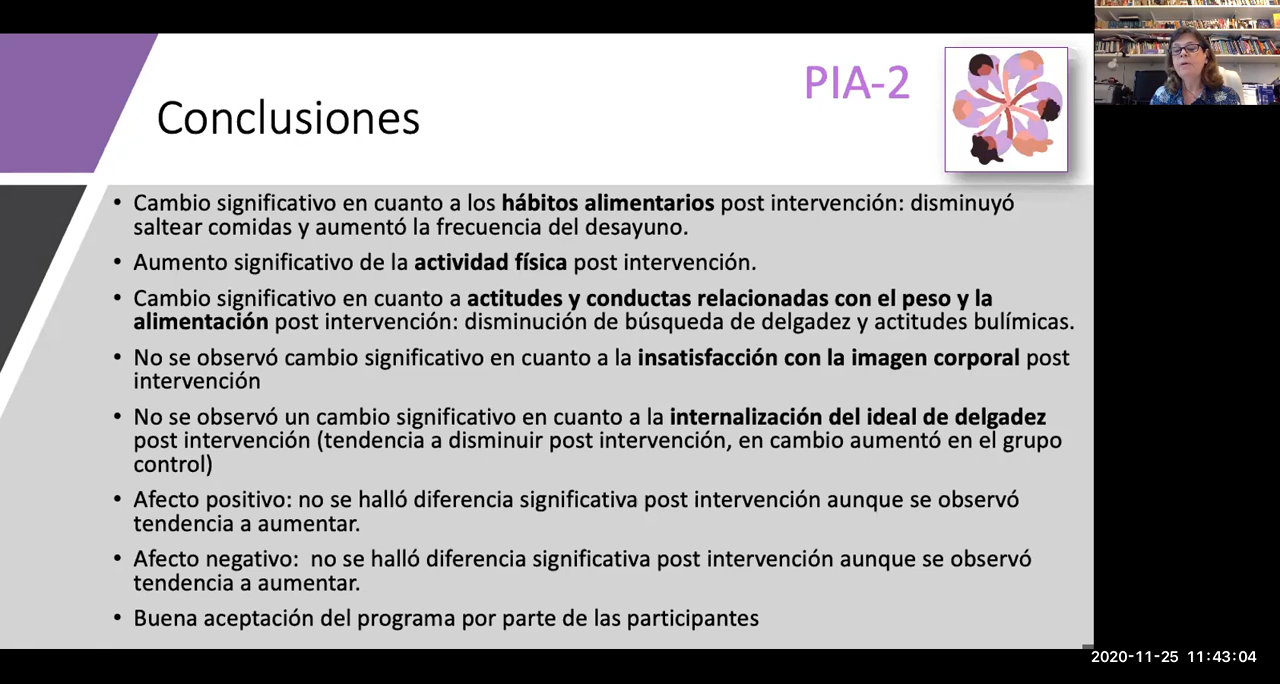 PIA-2
Conclusiones
• Cambio significativo en cuanto a los hábitos alimentarios post intervención: disminuyó
saltear comidas y aumentó la frecuencia del desayuno.
• Aumento significativo de la actividad física post intervención.
• Cambio significativo en cuanto a actitudes y conductas relacionadas con el peso y la
alimentación post intervención: disminución de búsqueda de delgadez y actitudes bulímicas.
• No se observó cambio significativo en cuanto a la insatisfacción con la imagen corporal post
intervención
• No se observó un cambio significativo en cuanto a la internalización del ideal de delgadez
post intervención (tendencia a disminuir post intervención, en cambio aumentó en el grupo
control)
• Afecto positivo: no se halló diferencia significativa post intervención aunque se observó
tendencia a aumentar.
• Afecto negativo:  no se halló diferencia significativa post intervención aunque se observó
tendencia a aumentar.
• Buena aceptación del programa por parte de las participantes
2020-11-25 11:43:04